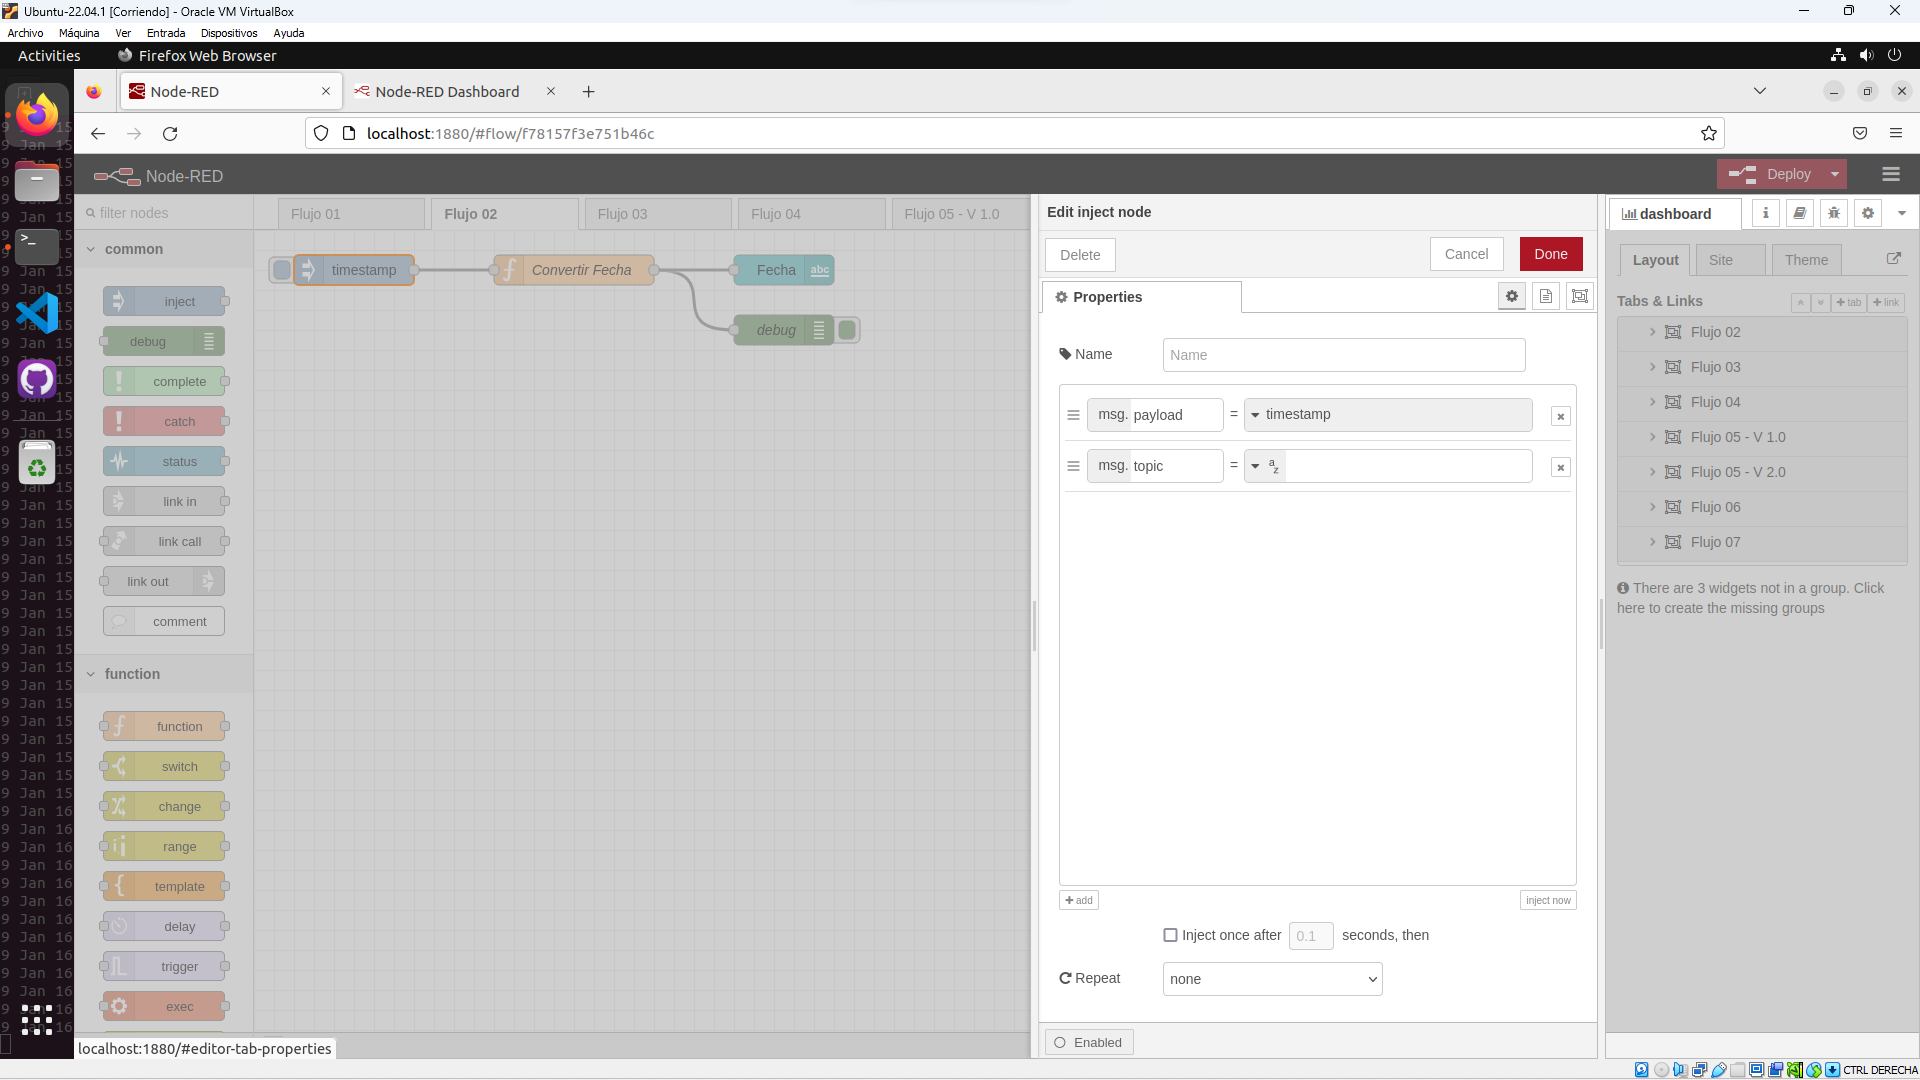 Ubuntu-22.04.1 [Corriendo] - Oracle VM VirtualBox
Archivo Máquina Ver Entrada Dispositivos Ayuda
Activities Firefox Web Browser
Node-RED Node-RED Dashboard
localhost:1880/#flow/f78157f3e751b46c
Node-RED Deploy
filter nodes
Flujo 01 Flujo 02 Flujo 03 Flujo 04 Flujo 05 - V 1.0
common
inject
debug
complete
catch
status
link in
link call
link out
comment
function
function
switch
change
range
template
delay
trigger
exec
timestamp Convertir Fecha Fecha abc
debug
Edit inject node
Delete Cancel Done
Properties
Name Name
msg. payload = timestamp
msg. topic = a z
add inject now
Inject once after 0.1 seconds, then
Repeat none
Enabled
dashboard
Layout Site Theme
Tabs & Links tab link
Flujo 02
Flujo 03
Flujo 04
Flujo 05 - V 1.0
Flujo 05 - V 2.0
Flujo 06
Flujo 07
There are 3 widgets not in a group. Click
here to create the missing groups
localhost:1880/#editor-tab-properties
CTRL DERECHA